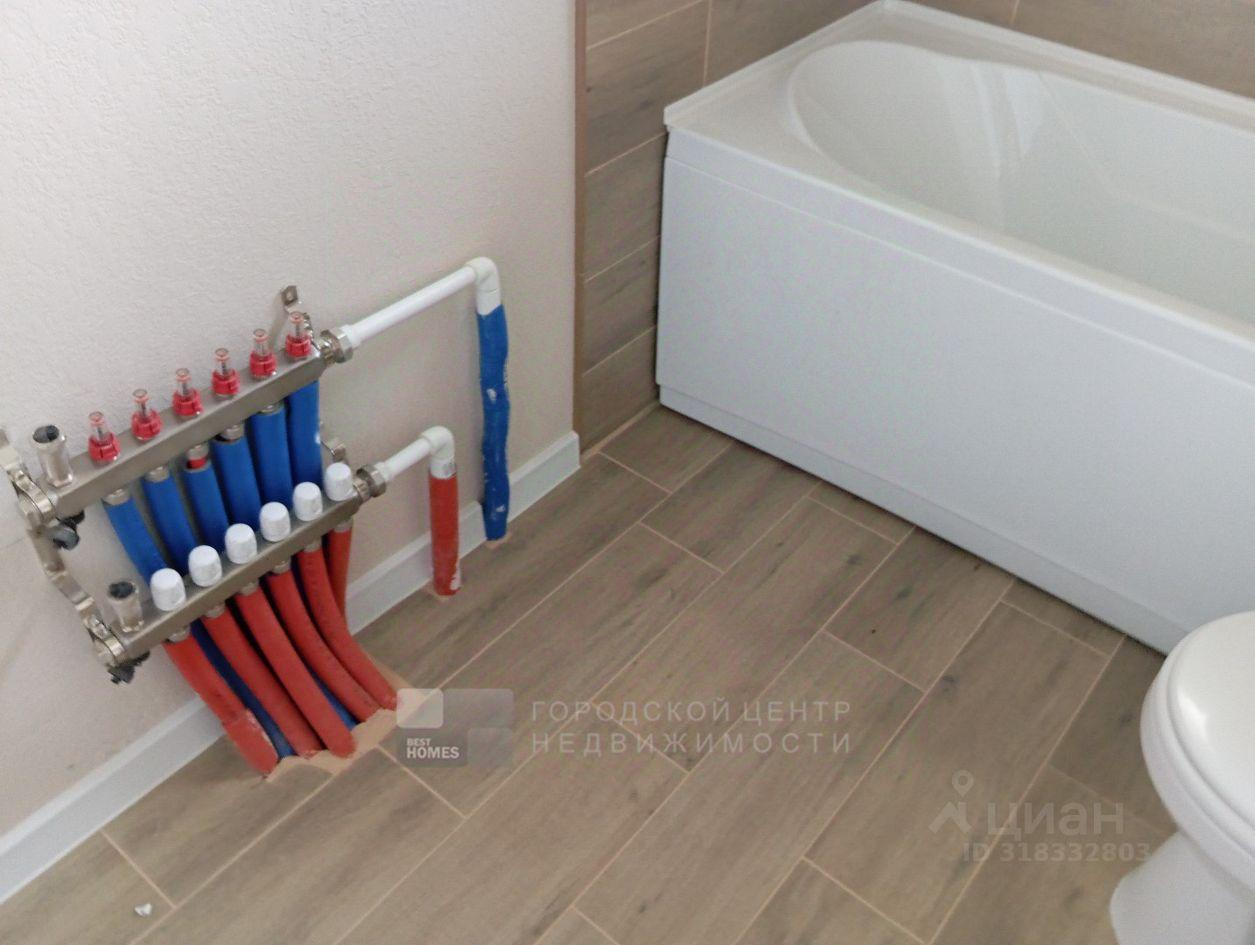 BEST
HOMES
ГОРОДСКОЙ ЦЕНТР
НЕДВИЖИМОСТИ
циан
ID 318332803